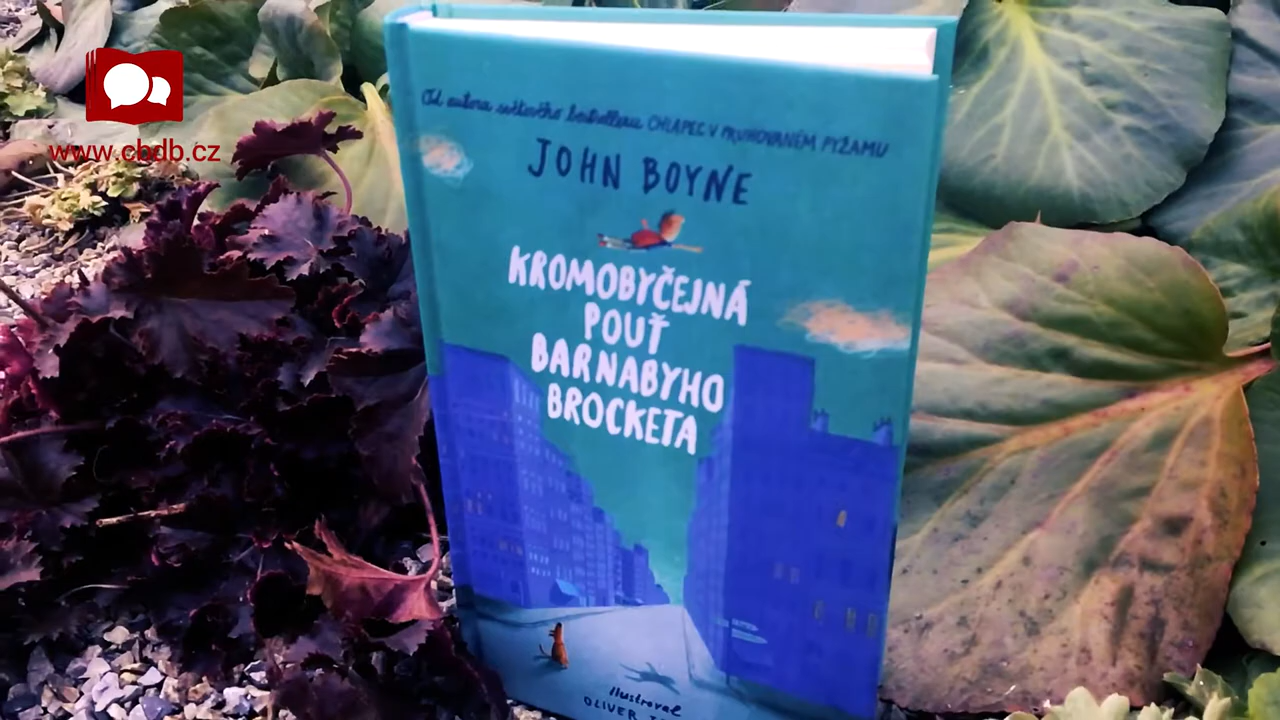 www.cbdb.cz
Od autora světového bestselleru CHLAPEC V PRUHOVANÉM PYŽAMU
JOHN BOYNE
KROMOBYČEJNÁ
POUŤ
BARNABYHO
BROCKETA
Ilustroval
OLIVER